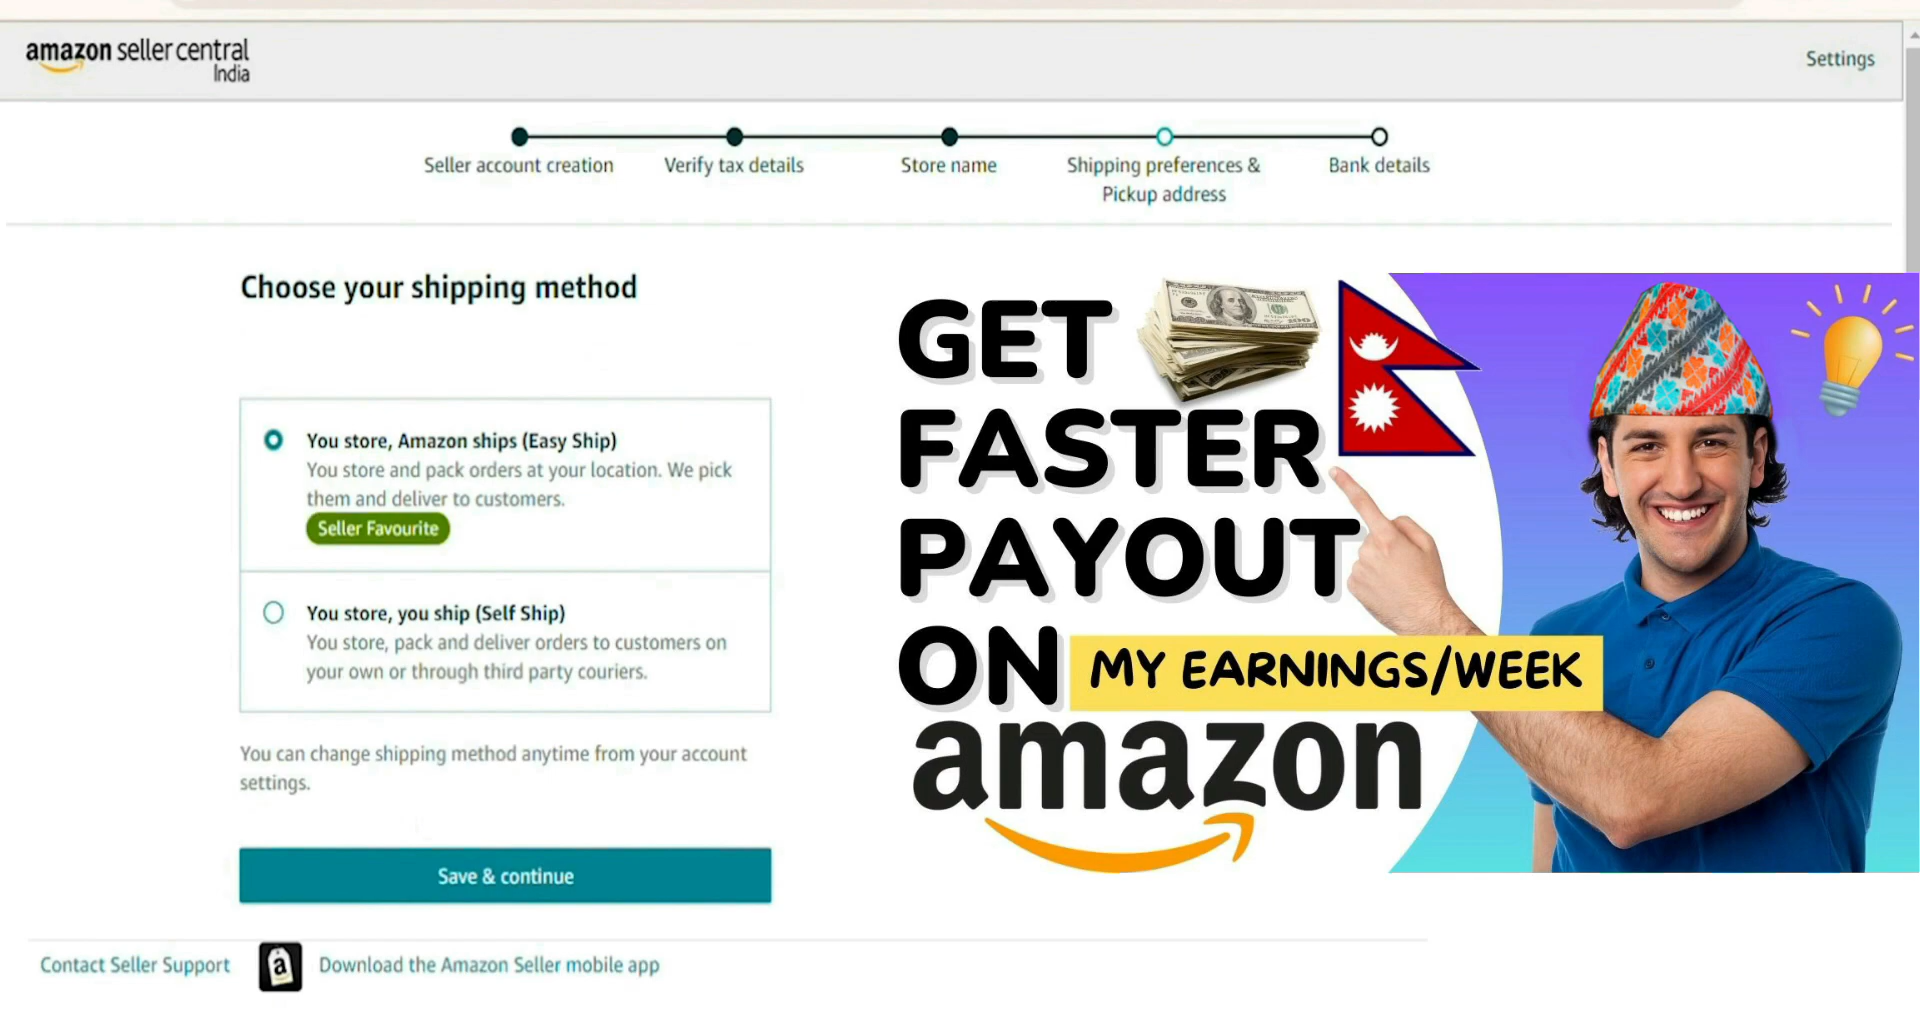 amazon seller central
India
Settings
Seller account creation
Verify tax details
Store name
Shipping preferences &
Pickup address
Bank details
Choose your shipping method
You store, Amazon ships (Easy Ship)
You store and pack orders at your location. We pick
them and deliver to customers.
Seller Favourite
You store, you ship (Self Ship)
You store, pack and deliver orders to customers on
your own or through third party couriers.
You can change shipping method anytime from your account
settings.
Save & continue
Contact Seller Support
a
Download the Amazon Seller mobile app
GET
FASTER
PAYOUT
ON
MY EARNINGS/WEEK
amazon